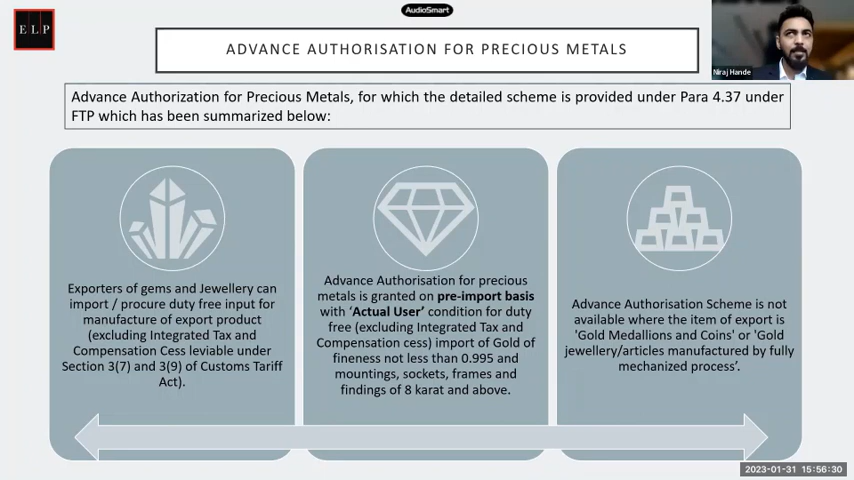 AudioSmart
ELP
ADVANCE AUTHORISATION FOR PRECIOUS METALS
Niraj Hande
Advance Authorization for Precious Metals, for which the detailed scheme is provided under Para 4.37 under
FTP which has been summarized below:
Exporters of gems and Jewellery can
import / procure duty free input for
manufacture of export product
(excluding Integrated Tax and
Compensation Cess leviable under
Section 3(7) and 3(9) of Customs Tariff
Act).
Advance Authorisation for precious
metals is granted on pre-import basis
with ‘Actual User’ condition for duty
free (excluding Integrated Tax and
Compensation cess) import of Gold of
fineness not less than 0.995 and
mountings, sockets, frames and
findings of 8 karat and above.
Advance Authorisation Scheme is not
available where the item of export is
'Gold Medallions and Coins' or 'Gold
jewellery/articles manufactured by fully
mechanized process’.
2023-01-31 15:56:30